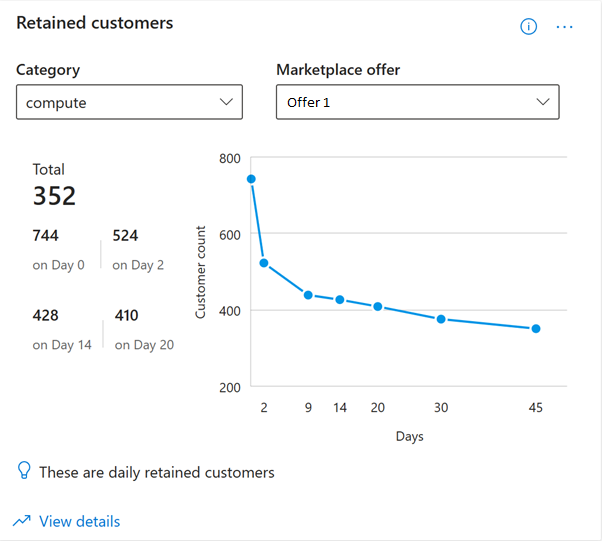 Retained customers
Category
Marketplace offer
compute
Offer 1
Total
352
744
524
on Day 0
on Day 2
428
410
on Day 14
on Day 20
Customer count
800
600
400
200
2 9 14 20 30 45
Days
These are daily retained customers
View details